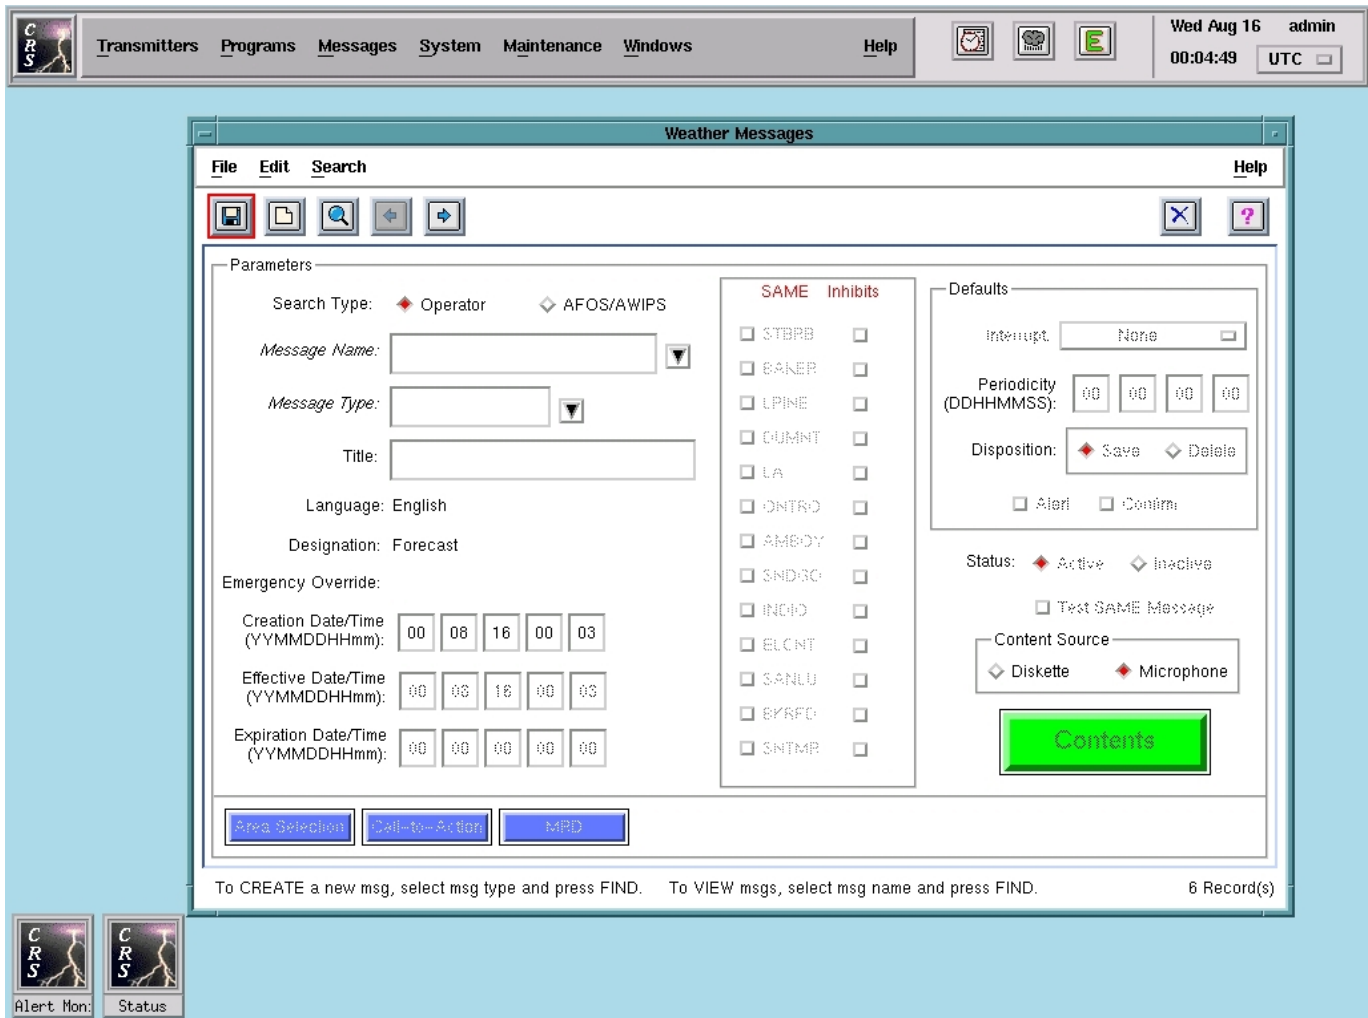 CRS
Transmitters Programs Messages System Maintenance Windows Help
E
Wed Aug 16 admin
00:04:49 UTC
Weather Messages
File Edit Search Help
?
Parameters
Search Type: Operator AFOS/AWIPS
Message Name:
Message Type:
Title:
Language: English
Designation: Forecast
Emergency Override:
Creation Date/Time
(YYMMDDHHmm): 00 08 16 00 03
Effective Date/Time
(YYMMDDHHmm): 00 08 16 00 03
Expiration Date/Time
(YYMMDDHHmm): 00 00 00 00 00
SAME Inhibits
STBRB
BAKER
LPINE
DUMNT
LA
ONTRO
AMBOY
SNDGO
INDIO
ELCNT
SANLU
BKRFD
SNTMR
Defaults
Interrupt: None
Periodicity
(DDHHMMSS): 00 00 00 00
Disposition: Save Delete
Alert Confirm
Status: Active Inactive
Test SAME Message
Content Source
Diskette Microphone
Contents
Area Selection Call-to-Action MRD
To CREATE a new msg, select msg type and press FIND. To VIEW msgs, select msg name and press FIND. 6 Record(s)
CRS
Alert Mon:
CRS
Status